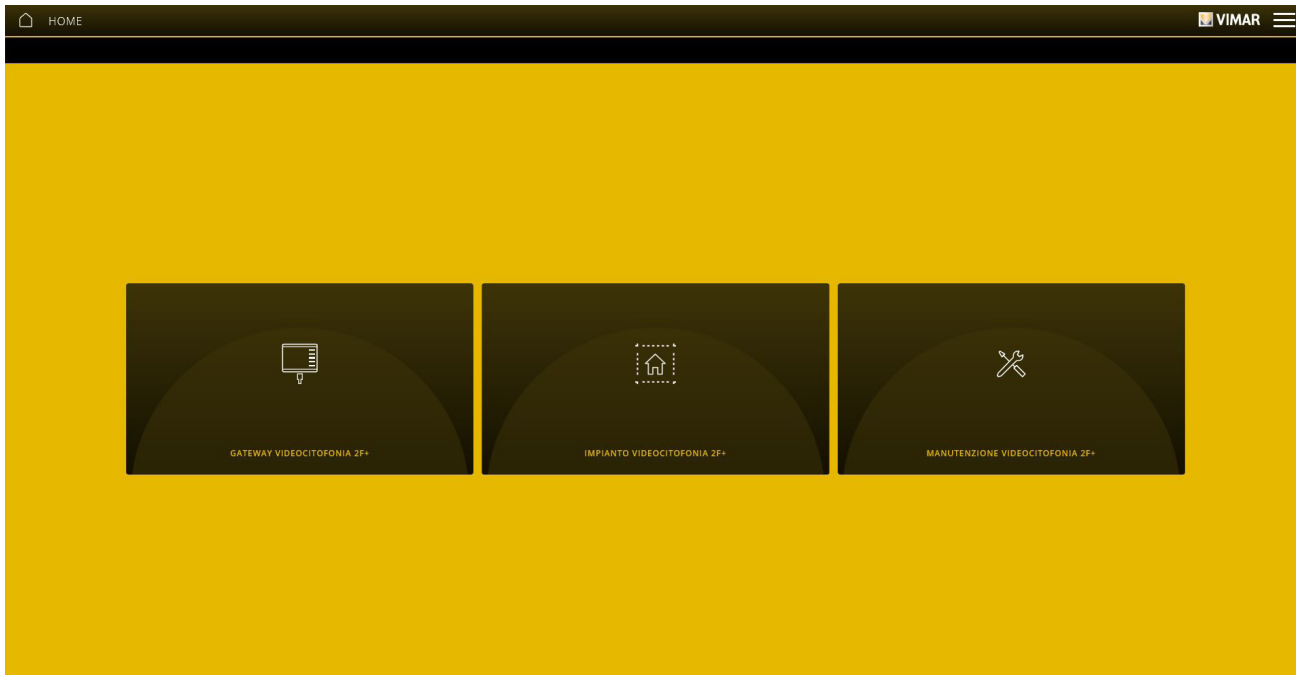 HOME
VIMAR
GATEWAY VIDEOCITOFONIA 2F+
IMPIANTO VIDEOCITOFONIA 2F+
MANUTENZIONE VIDEOCITOFONIA 2F+